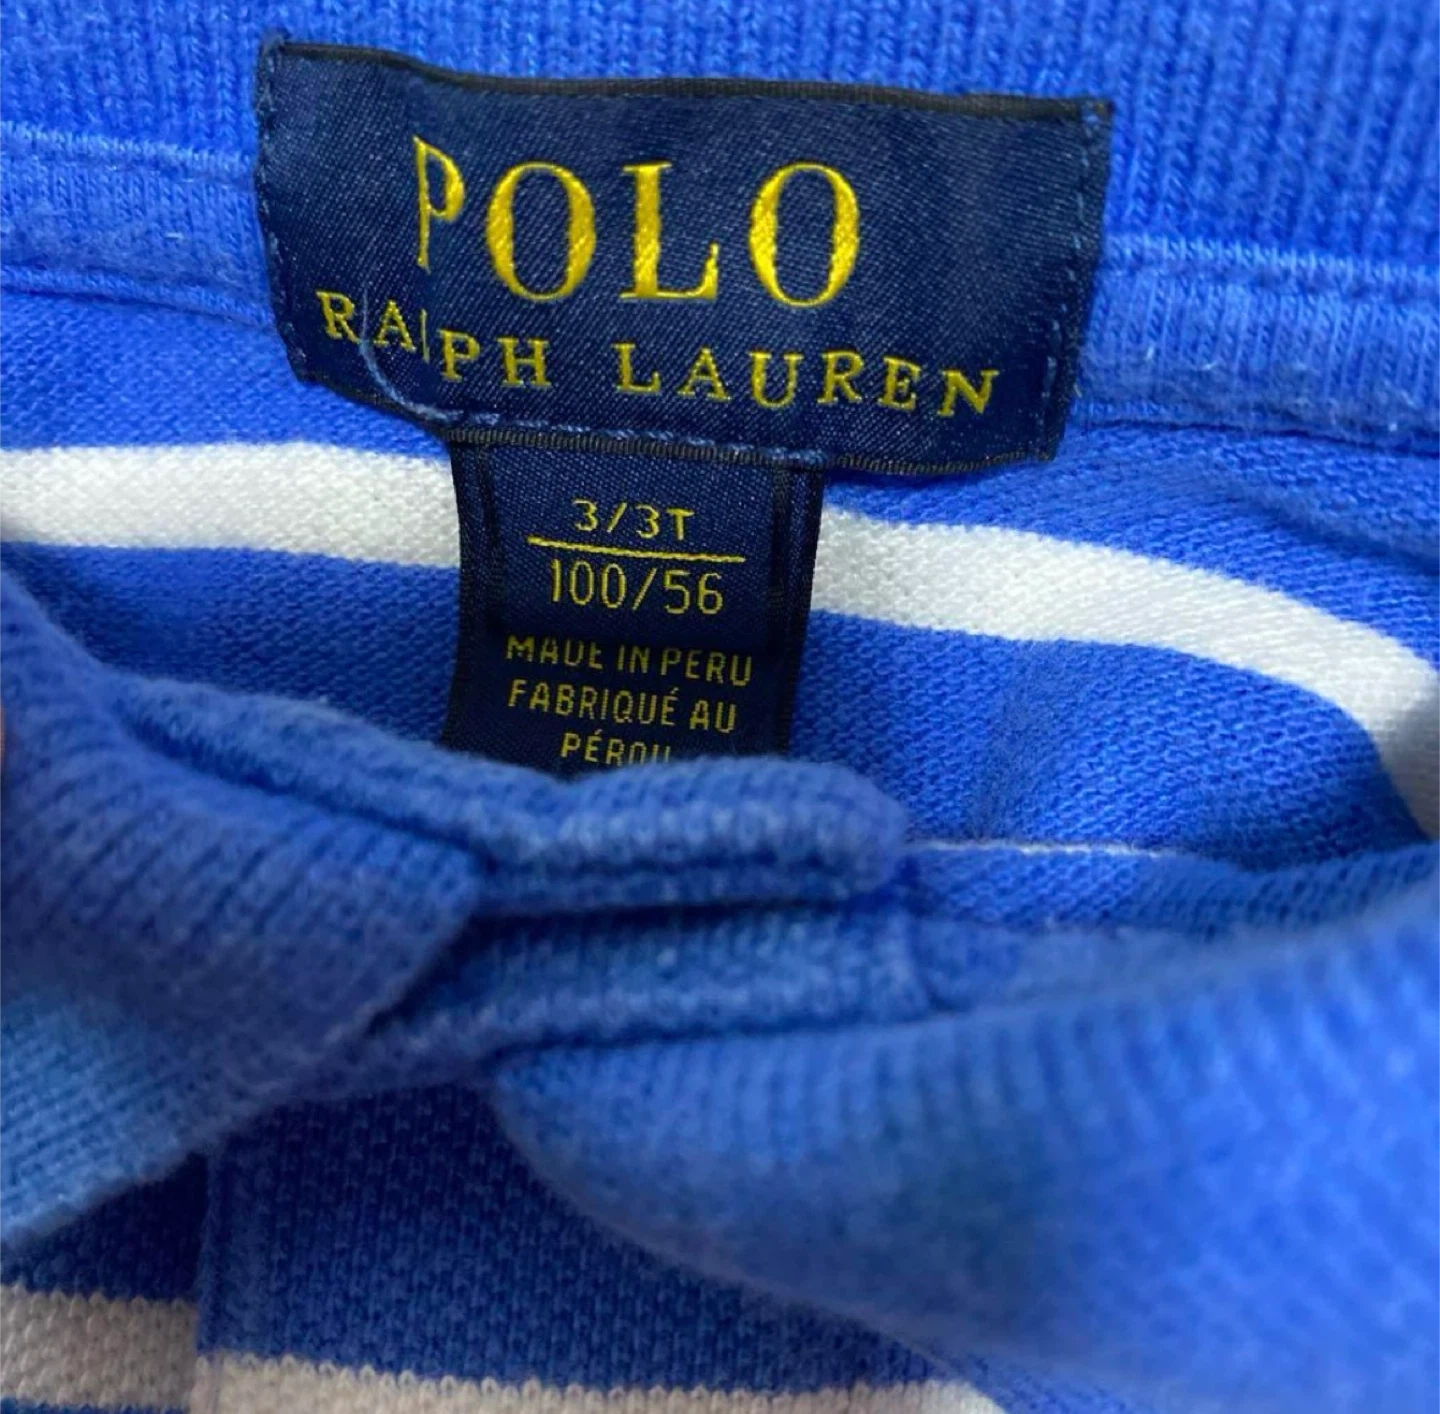 POLO
RALPH LAUREN
3/3T
100/56
MADE IN PERU
FABRIQUÉ AU
PÉROU